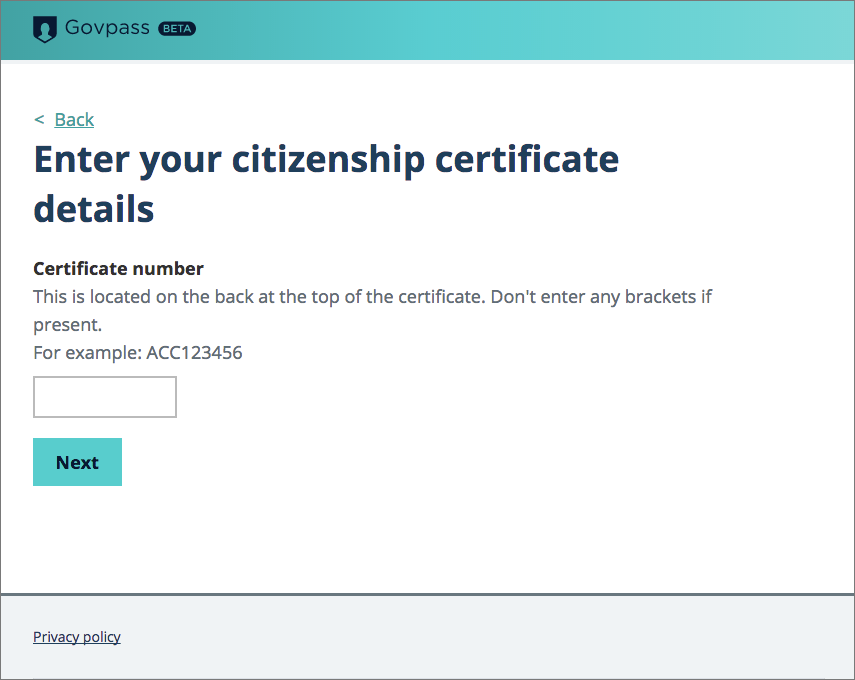 Govpass BETA
< Back
Enter your citizenship certificate
details
Certificate number
This is located on the back at the top of the certificate. Don't enter any brackets if
present.
For example: ACC123456
Next
Privacy policy